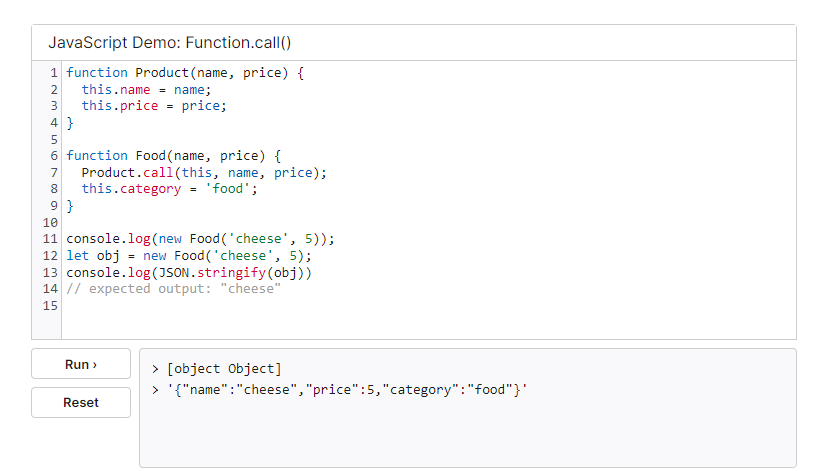 JavaScript Demo: Function.call()
1 function Product(name, price) {
2   this.name = name;
3   this.price = price;
4 }
5
6 function Food(name, price) {
7   Product.call(this, name, price);
8   this.category = 'food';
9 }
10
11 console.log(new Food('cheese', 5));
12 let obj = new Food('cheese', 5);
13 console.log(JSON.stringify(obj))
14 // expected output: "cheese"
15
Run ›
> [object Object]
> '{"name":"cheese","price":5,"category":"food"}'
Reset